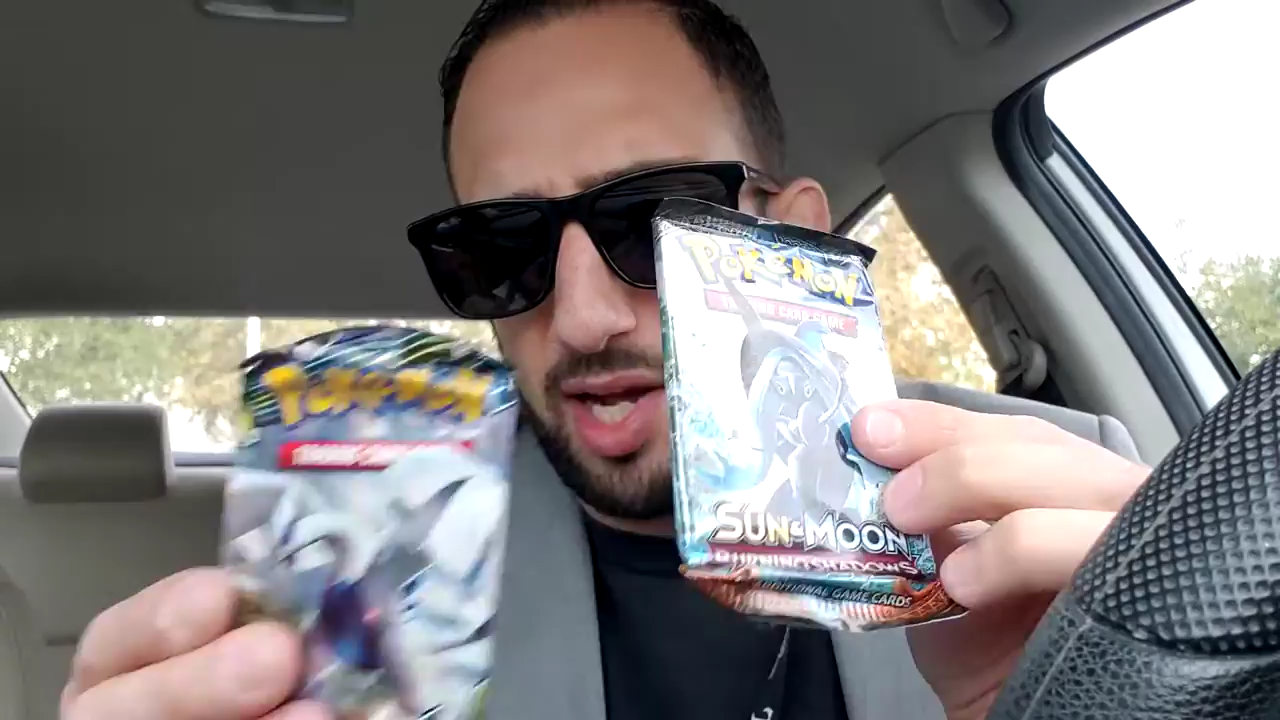 Pokémon
Pokémon
TRADING CARD GAME
SUN & MOON
BURNING SHADOWS
ADDITIONAL GAME CARDS